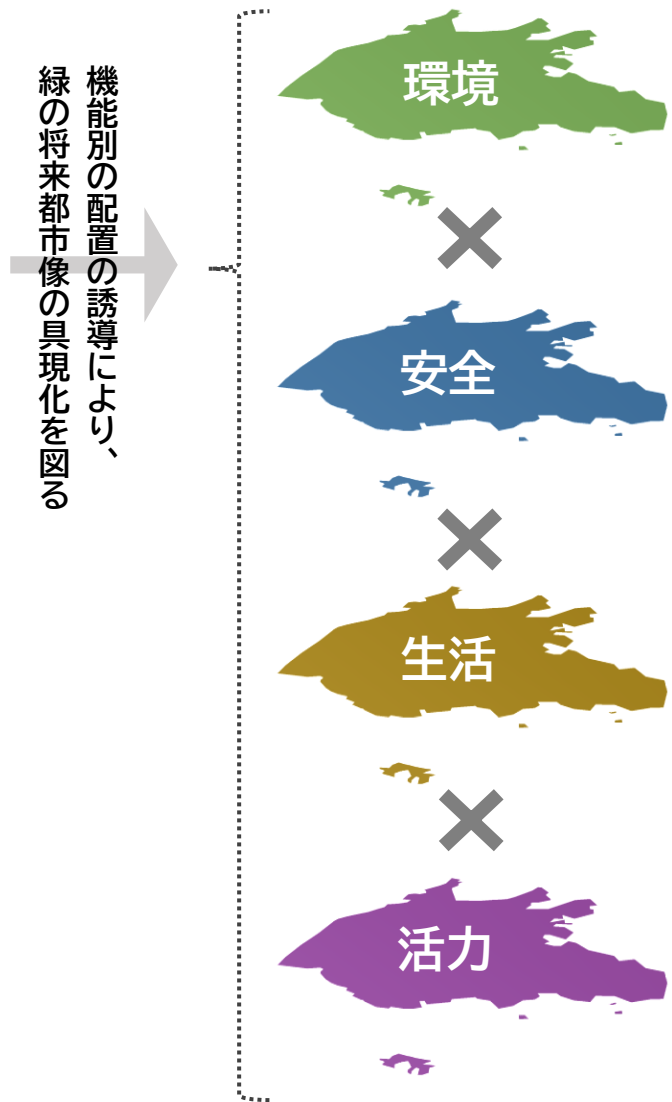 機能別の配置の誘導により、
緑の将来都市像の具現化を図る
環境
安全
生活
活力